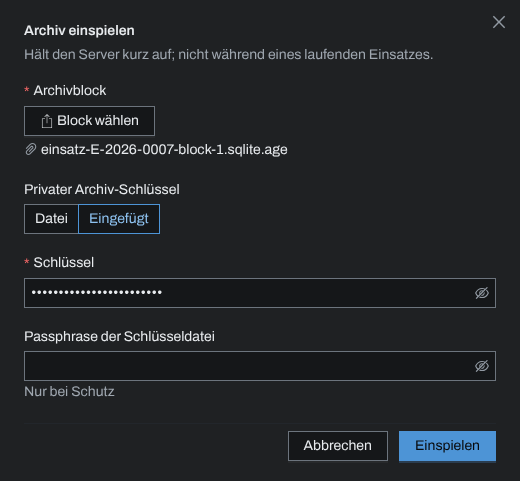 Archiv einspielen
Hält den Server kurz auf; nicht während eines laufenden Einsatzes.
* Archivblock
Block wählen
einsatz-E-2026-0007-block-1.sqlite.age
Privater Archiv-Schlüssel
Datei Eingefügt
* Schlüssel
••••••••••••••••••••••••
Passphrase der Schlüsseldatei
Nur bei Schutz
Abbrechen Einspielen